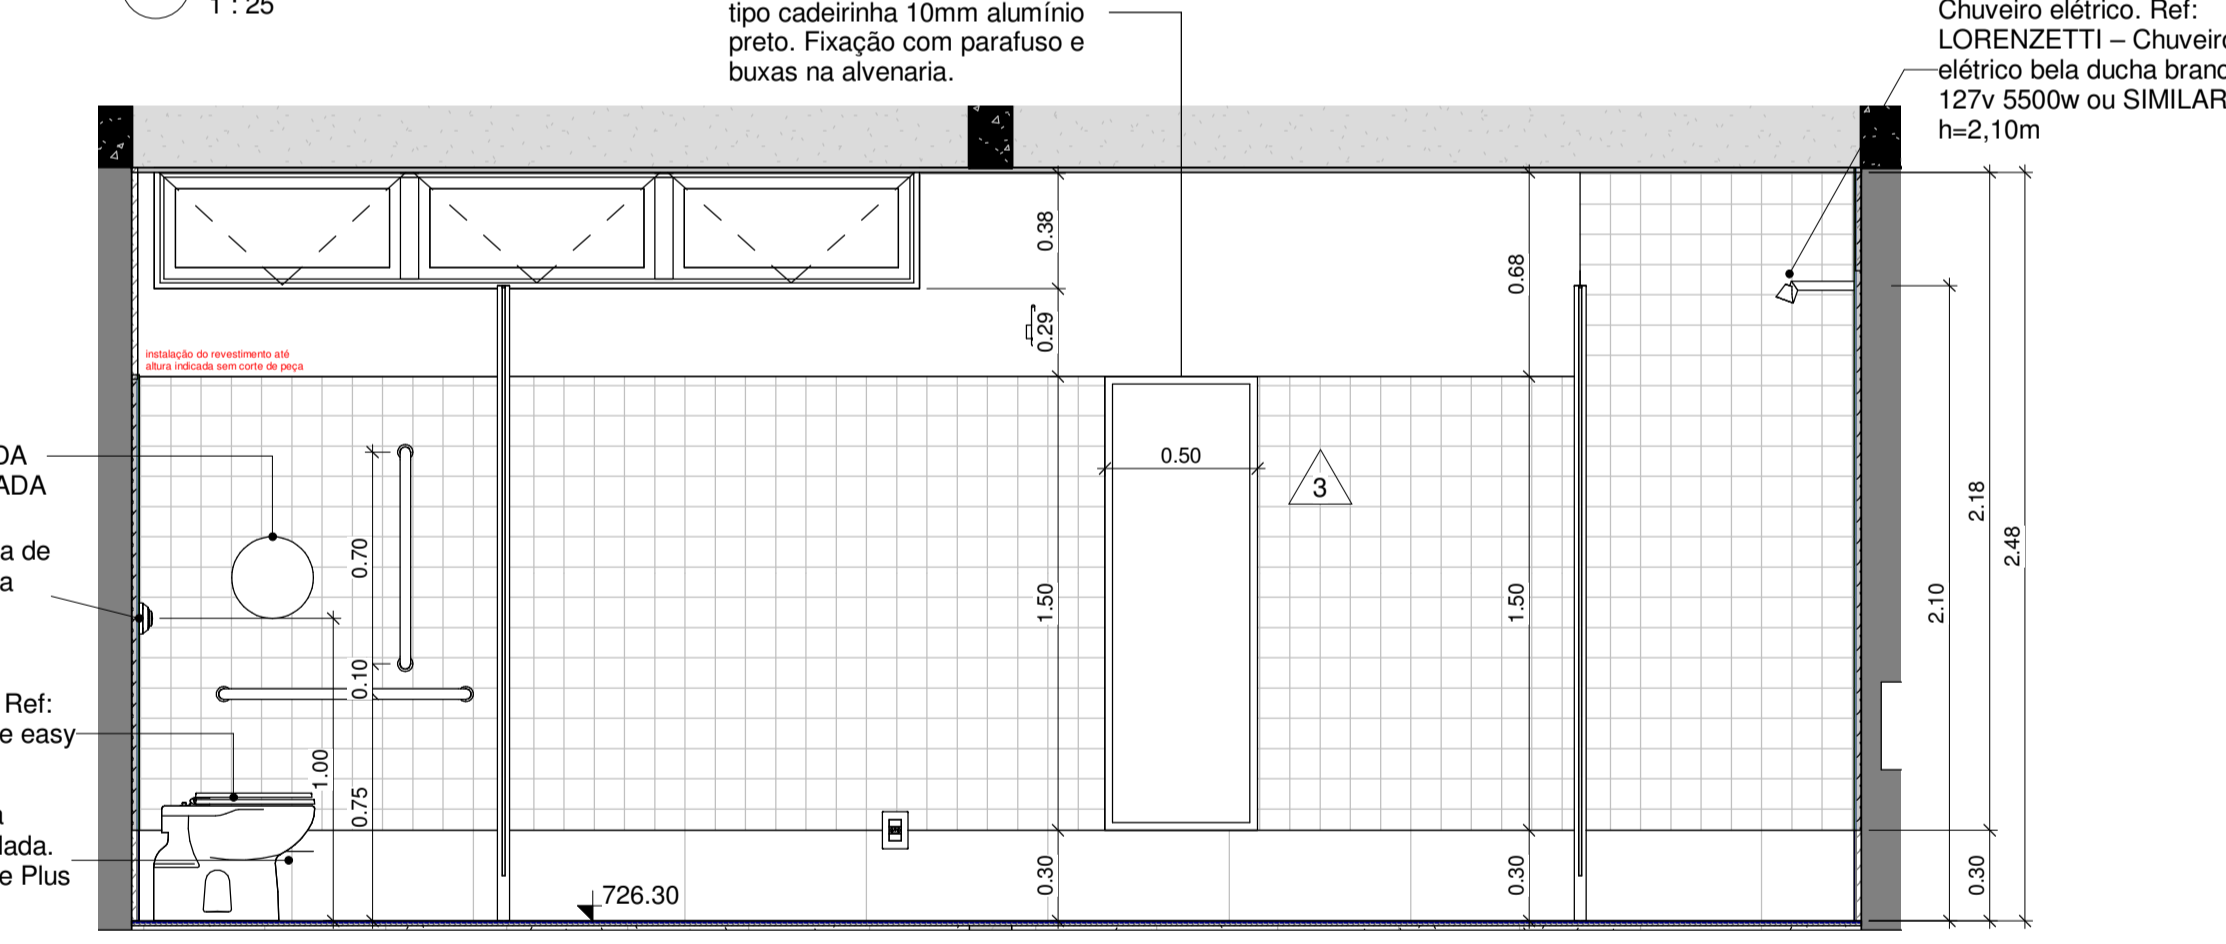 1 : 25
tipo cadeirinha 10mm alumínio
preto. Fixação com parafuso e
buxas na alvenaria.
Chuveiro elétrico. Ref:
LORENZETTI – Chuveiro
elétrico bela ducha branc
127v 5500w ou SIMILAR
h=2,10m
0.38
0.68
0.29
instalação do revestimento até
altura indicada sem corte de peça
DA
ADA
0.50
3
2.18
2.48
a de
a
0.70
1.50
1.50
2.10
0.10
Ref:
e easy
1.00
0.75
a
lada.
e Plus
0.30
0.30
0.30
726.30